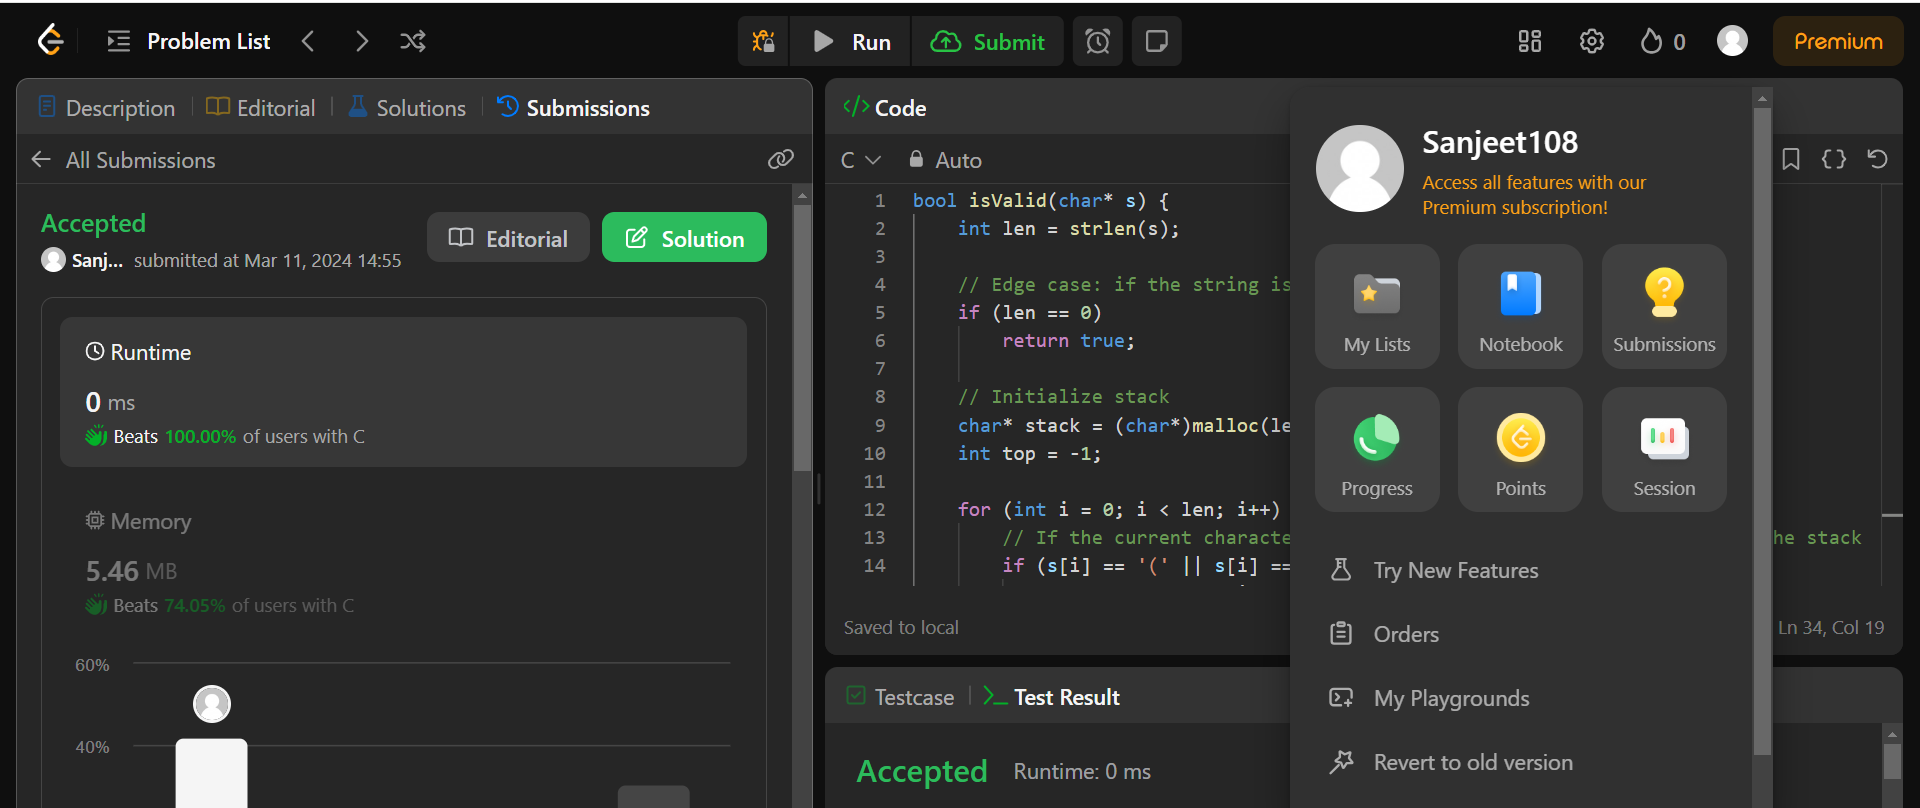 Problem List
Run
Submit
0
Premium
Description
Editorial
Solutions
Submissions
All Submissions
Accepted
Sanj... submitted at Mar 11, 2024 14:55
Editorial
Solution
Runtime
0 ms
Beats 100.00% of users with C
Memory
5.46 MB
Beats 74.05% of users with C
60%
40%
</> Code
C
Auto
1 bool isValid(char* s) {
2 int len = strlen(s);
3
4 // Edge case: if the string is
5 if (len == 0)
6 return true;
7
8 // Initialize stack
9 char* stack = (char*)malloc(le
10 int top = -1;
11
12 for (int i = 0; i < len; i++)
13 // If the current characte he stack
14 if (s[i] == '(' || s[i] ==
Saved to local
Ln 34, Col 19
Testcase
Test Result
Accepted
Runtime: 0 ms
Sanjeet108
Access all features with our
Premium subscription!
My Lists
Notebook
Submissions
Progress
Points
Session
Try New Features
Orders
My Playgrounds
Revert to old version